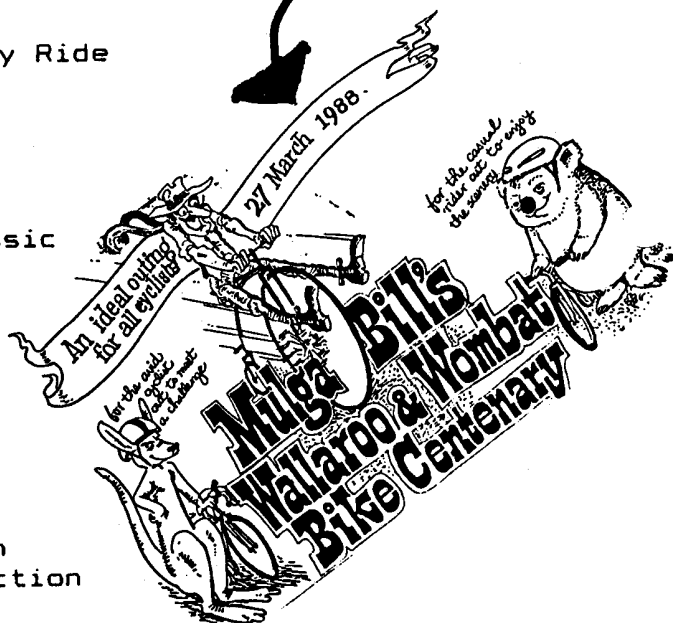 y Ride
27 March 1988.
for the casual
rider out to enjoy
the scenery
sic
An ideal outing
for all cyclists
for the avid
cyclist
out to meet
a challenge
Mulga Bill's
Wallaroo & Wombat
Bike Centenary
n
ction